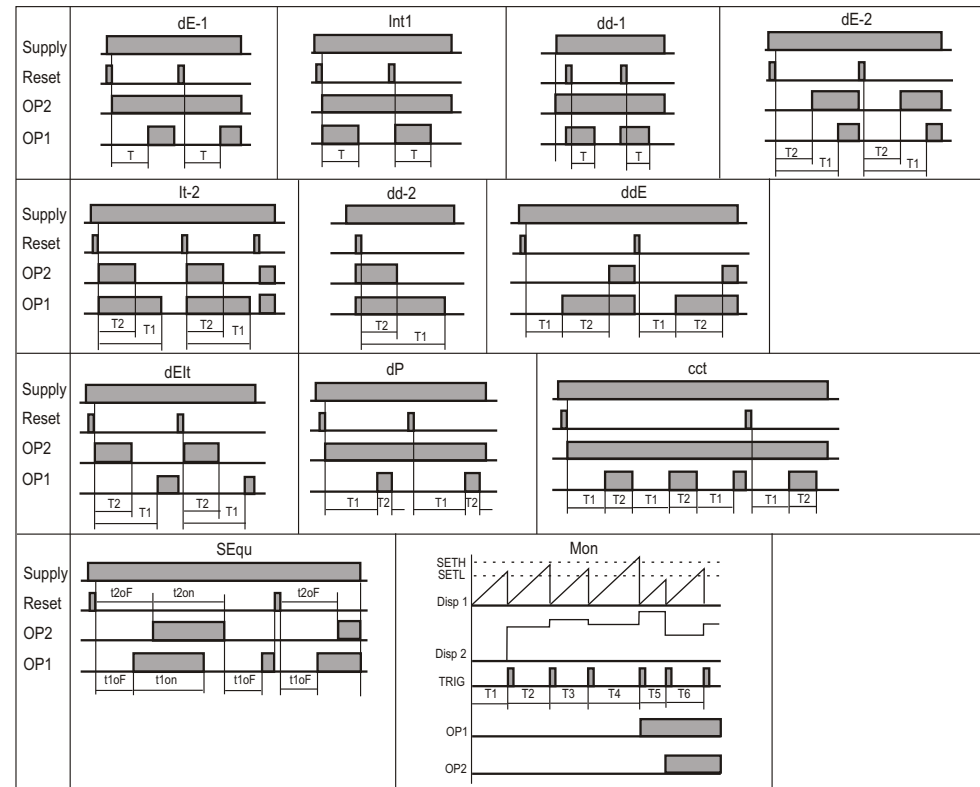 dE-1
Int1
dd-1
dE-2
Supply
Reset
OP2
OP1
T T
T T
T T
T2 T1 T2 T1
It-2
dd-2
ddE
Supply
Reset
OP2
OP1
T2 T1 T2 T1
T2 T1
T1 T2 T1 T2
dEIt
dP
cct
Supply
Reset
OP2
OP1
T2 T1 T2 T1
T1 T2 T1 T2
T1 T2 T1 T2 T1 T1 T2
SEqu
Supply
Reset
OP2
OP1
t2oF t2on t2oF
t1oF t1on t1oF t1oF
Mon
SETH
SETL
Disp 1
Disp 2
TRIG
T1 T2 T3 T4 T5 T6
OP1
OP2